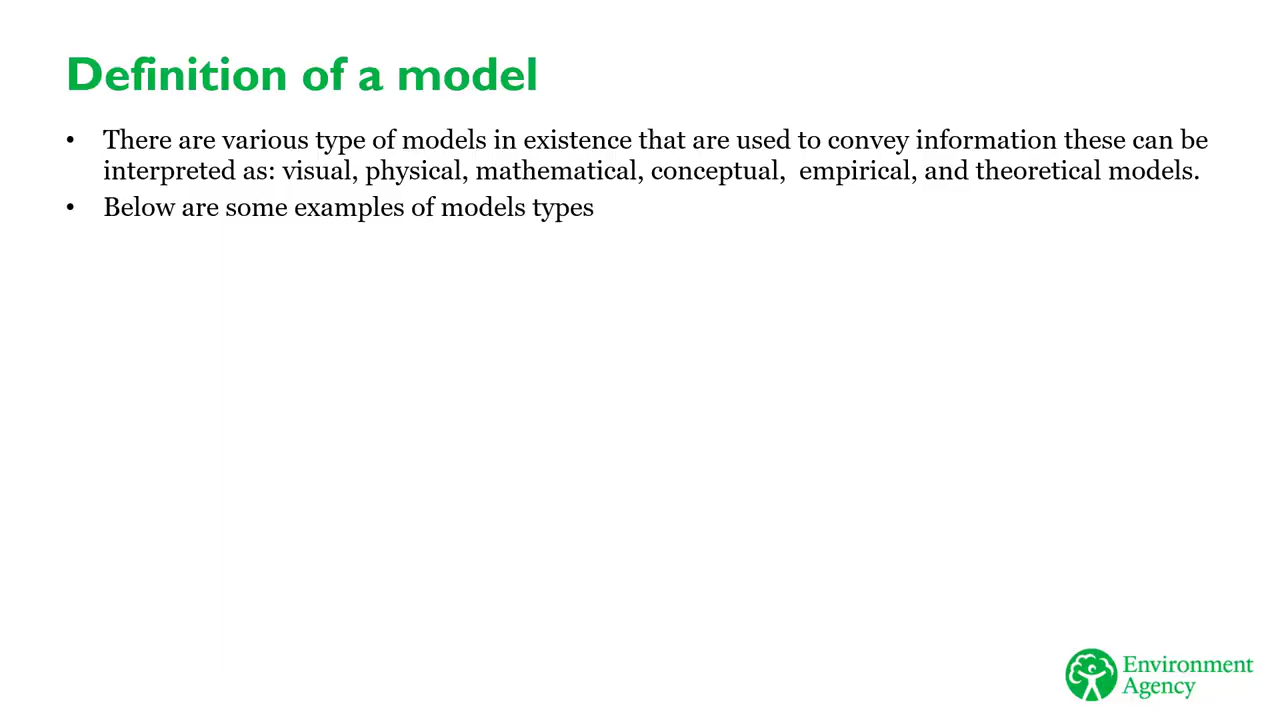 Definition of a model
• There are various type of models in existence that are used to convey information these can be
interpreted as: visual, physical, mathematical, conceptual,  empirical, and theoretical models.
• Below are some examples of models types
Environment
Agency